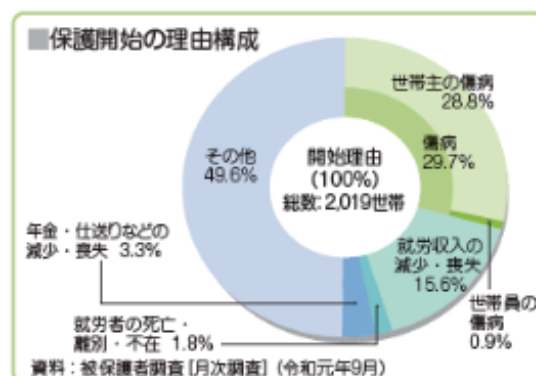 ■保護開始の理由構成
世帯主の傷病
28.8%
傷病
29.7%
その他
49.6%
開始理由
(100%)
総数:2,019世帯
年金・仕送りなどの
減少・喪失 3.3%
就労収入の
減少・喪失
15.6%
世帯員の
傷病
0.9%
就労者の死亡・
離別・不在 1.8%
資料:被保護者調査[月次調査](令和元年9月)